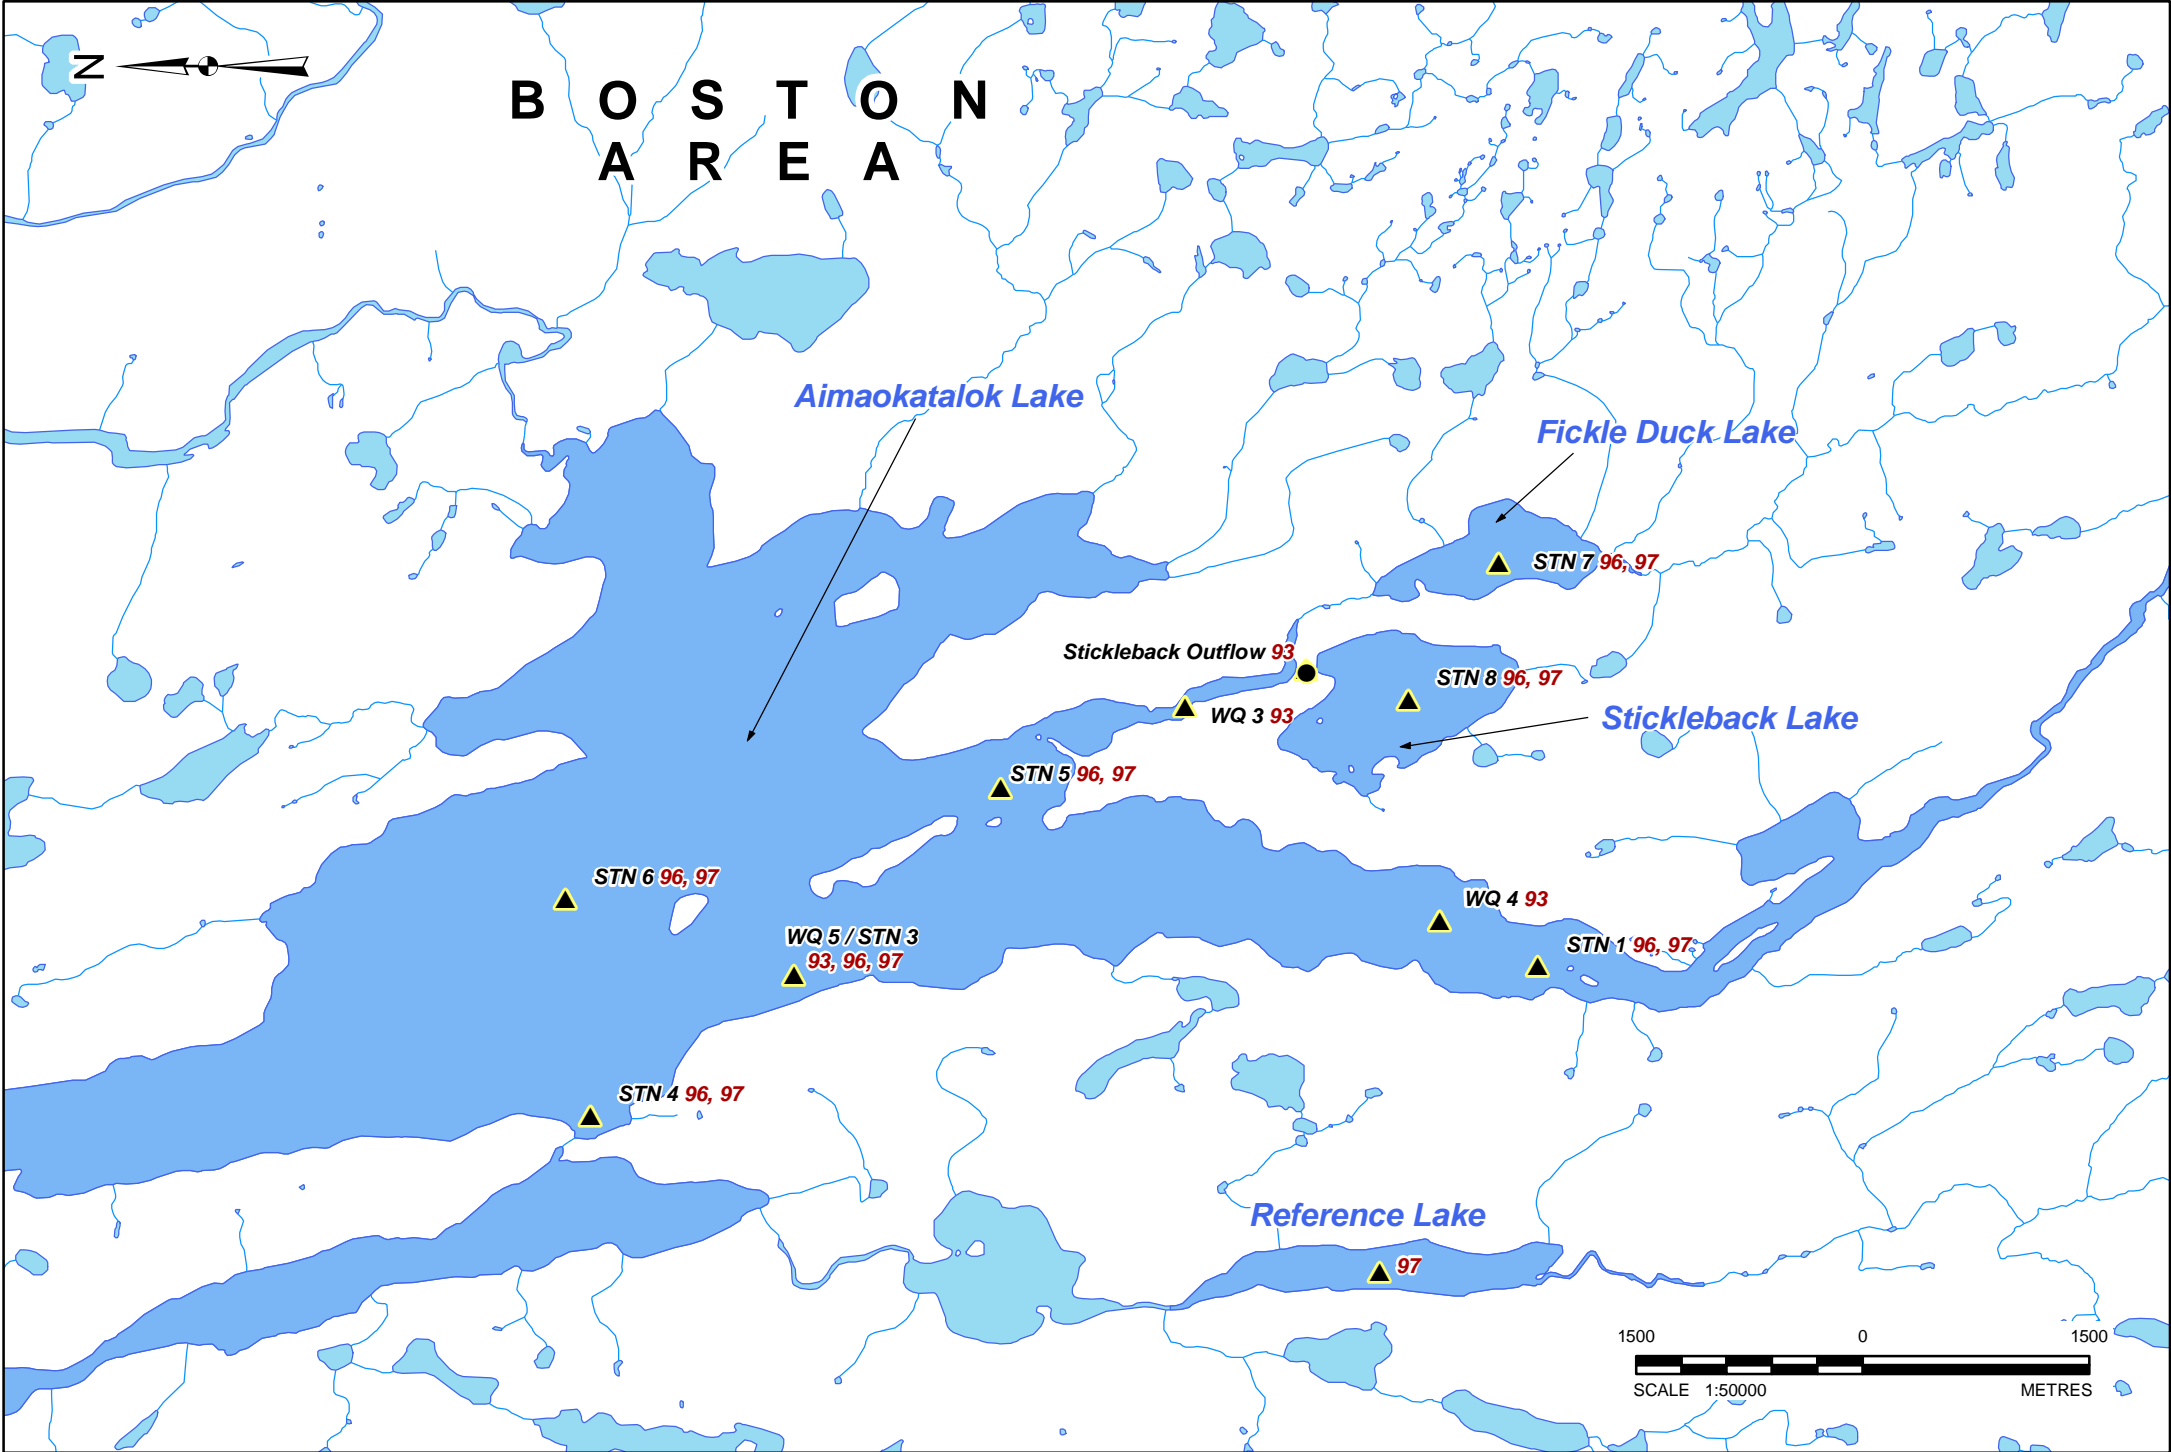 N
BOSTON
AREA
Aimaokatalok Lake
Fickle Duck Lake
STN 7 96, 97
Stickleback Outflow 93
STN 8 96, 97
WQ 3 93
Stickleback Lake
STN 5 96, 97
STN 6 96, 97
WQ 4 93
WQ 5 / STN 3
93, 96, 97
STN 1 96, 97
STN 4 96, 97
Reference Lake
97
1500 0 1500
SCALE 1:50000 METRES